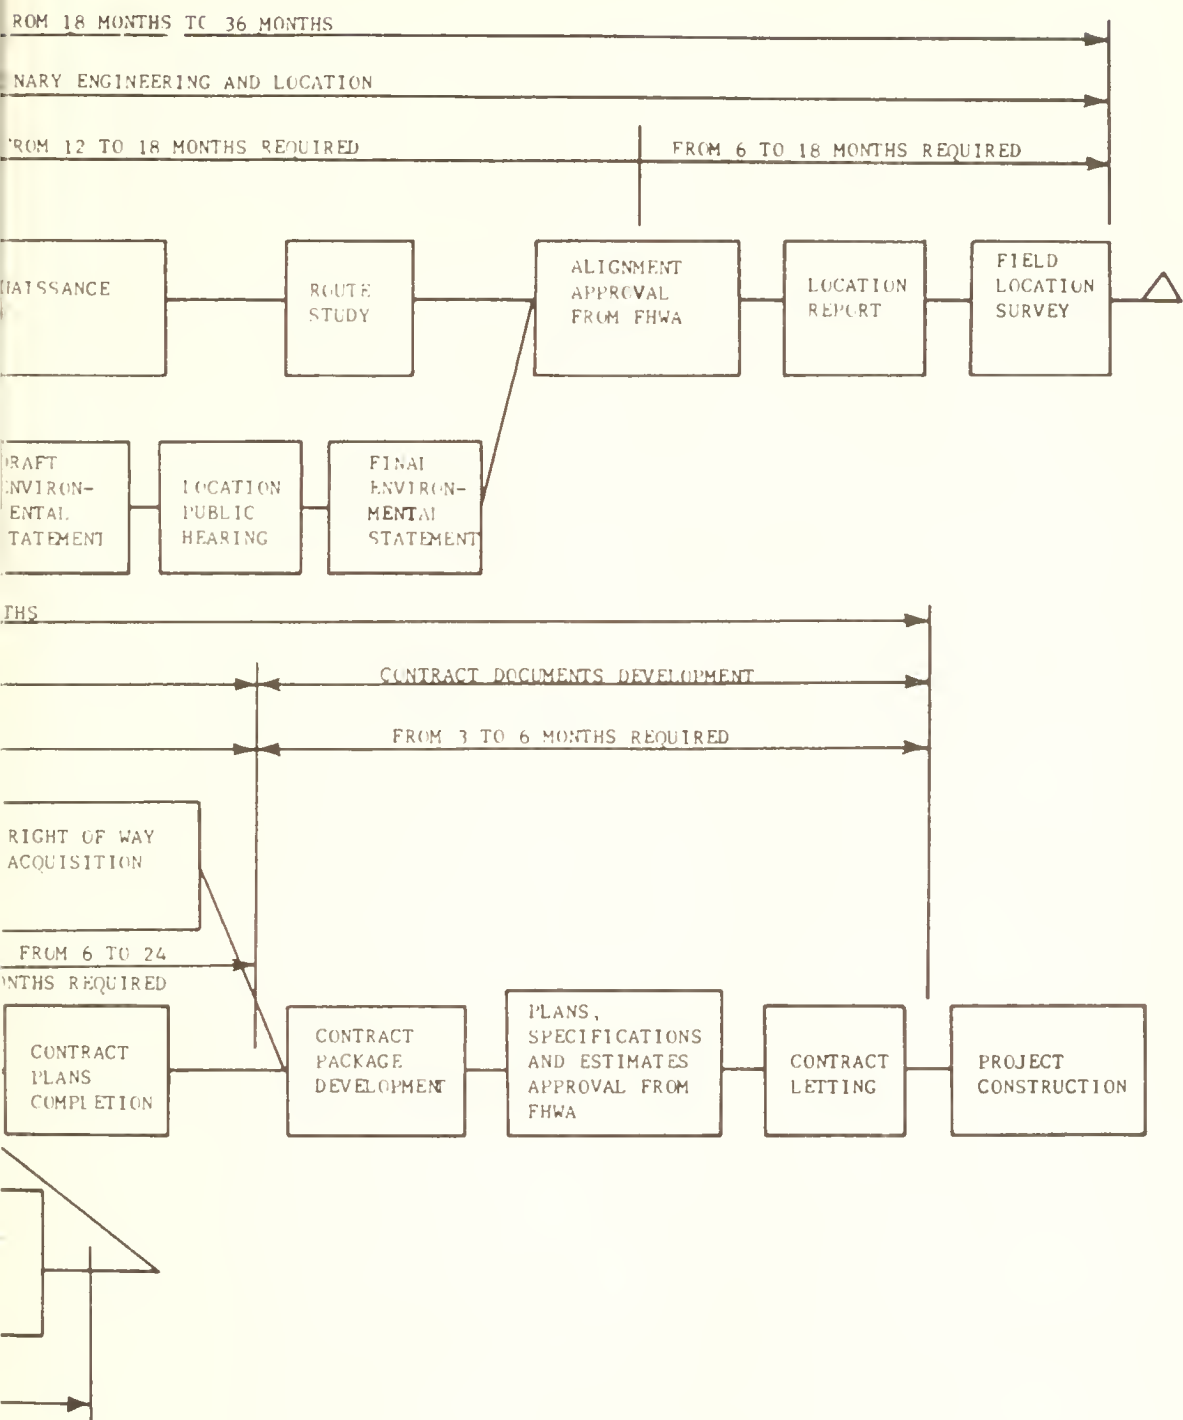 ROM 18 MONTHS TO 36 MONTHS
NARY ENGINEERING AND LOCATION
ROM 12 TO 18 MONTHS REQUIRED
FROM 6 TO 18 MONTHS REQUIRED
NAISSANCE
ROUTE
STUDY
ALIGNMENT
APPROVAL
FROM FHWA
LOCATION
REPORT
FIELD
LOCATION
SURVEY
DRAFT
ENVIRON-
ENTAL
TATEMENT
LOCATION
PUBLIC
HEARING
FINAL
ENVIRON-
MENTAL
STATEMENT
THS
CONTRACT DOCUMENTS DEVELOPMENT
FROM 3 TO 6 MONTHS REQUIRED
RIGHT OF WAY
ACQUISITION
FROM 6 TO 24
ONTHS REQUIRED
CONTRACT
PLANS
COMPLETION
CONTRACT
PACKAGE
DEVELOPMENT
PLANS,
SPECIFICATIONS
AND ESTIMATES
APPROVAL FROM
FHWA
CONTRACT
LETTING
PROJECT
CONSTRUCTION